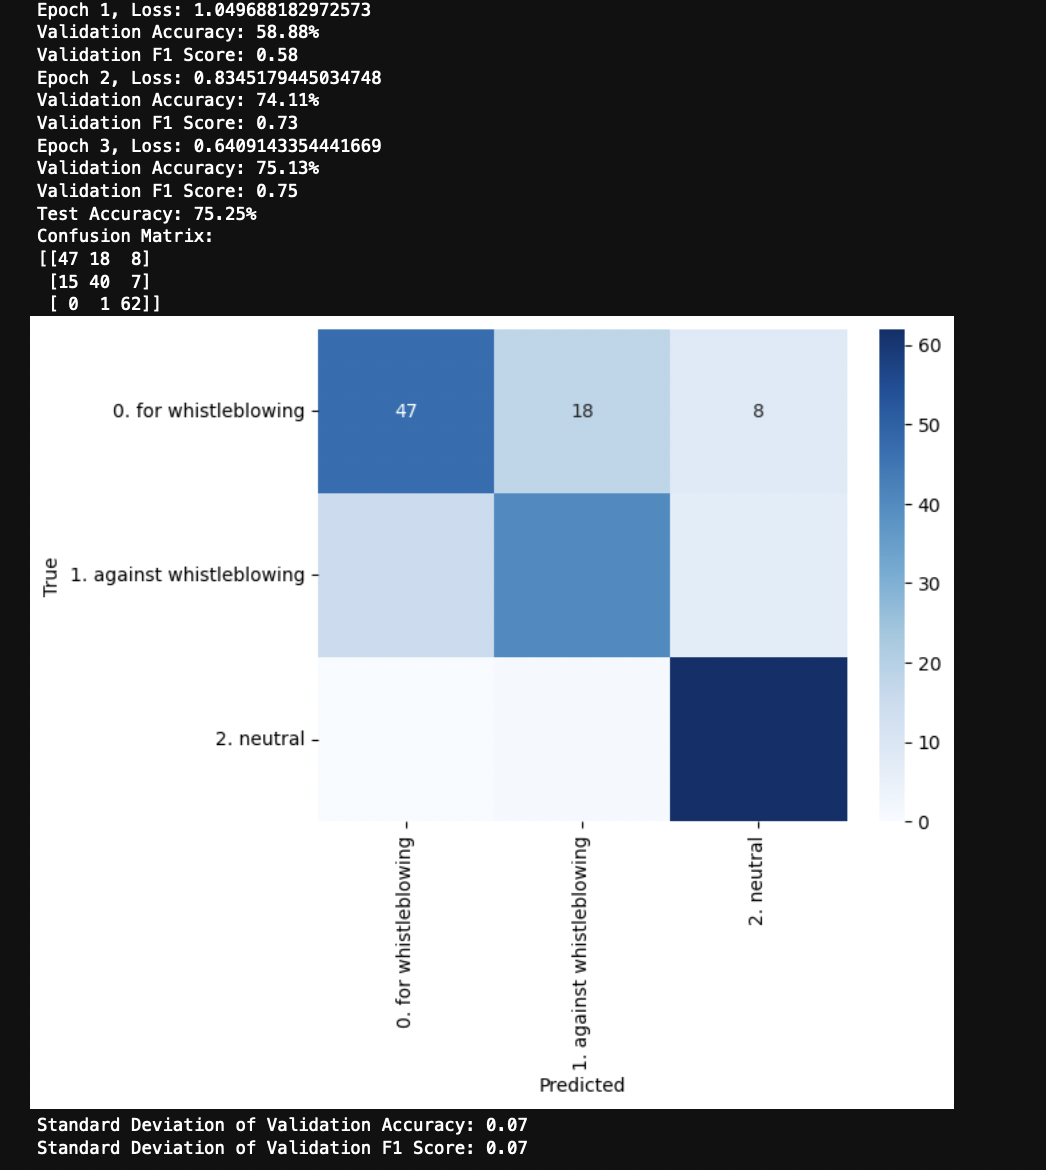 Epoch 1, Loss: 1.049688182972573
Validation Accuracy: 58.88%
Validation F1 Score: 0.58
Epoch 2, Loss: 0.8345179445034748
Validation Accuracy: 74.11%
Validation F1 Score: 0.73
Epoch 3, Loss: 0.6409143354441669
Validation Accuracy: 75.13%
Validation F1 Score: 0.75
Test Accuracy: 75.25%
Confusion Matrix:
[[47 18  8]
 [15 40  7]
 [ 0  1 62]]
60
0. for whistleblowing
47 18 8
50
40
True
1. against whistleblowing
30
20
2. neutral
10
0
0. for whistleblowing
1. against whistleblowing
2. neutral
Predicted
Standard Deviation of Validation Accuracy: 0.07
Standard Deviation of Validation F1 Score: 0.07